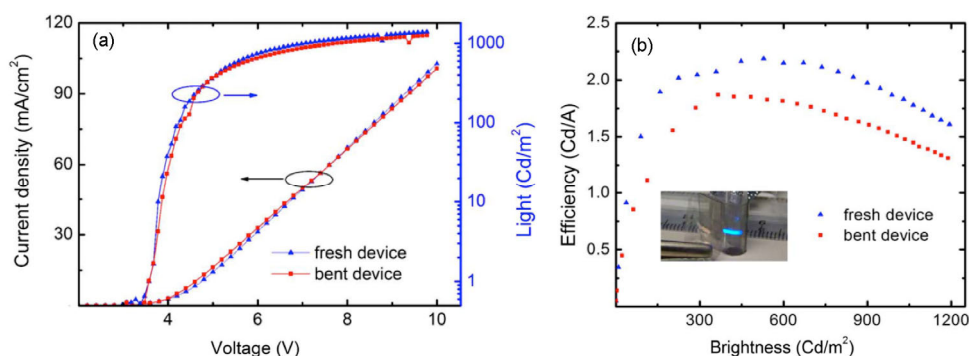 (a)
Current density (mA/cm²)
120
90
60
30
4
6
8
10
Voltage (V)
1000
100
10
1
Light (Cd/m²)
fresh device
bent device
(b)
Efficiency (Cd/A)
2.5
2.0
1.5
1.0
0.5
300
600
900
1200
Brightness (Cd/m²)
fresh device
bent device